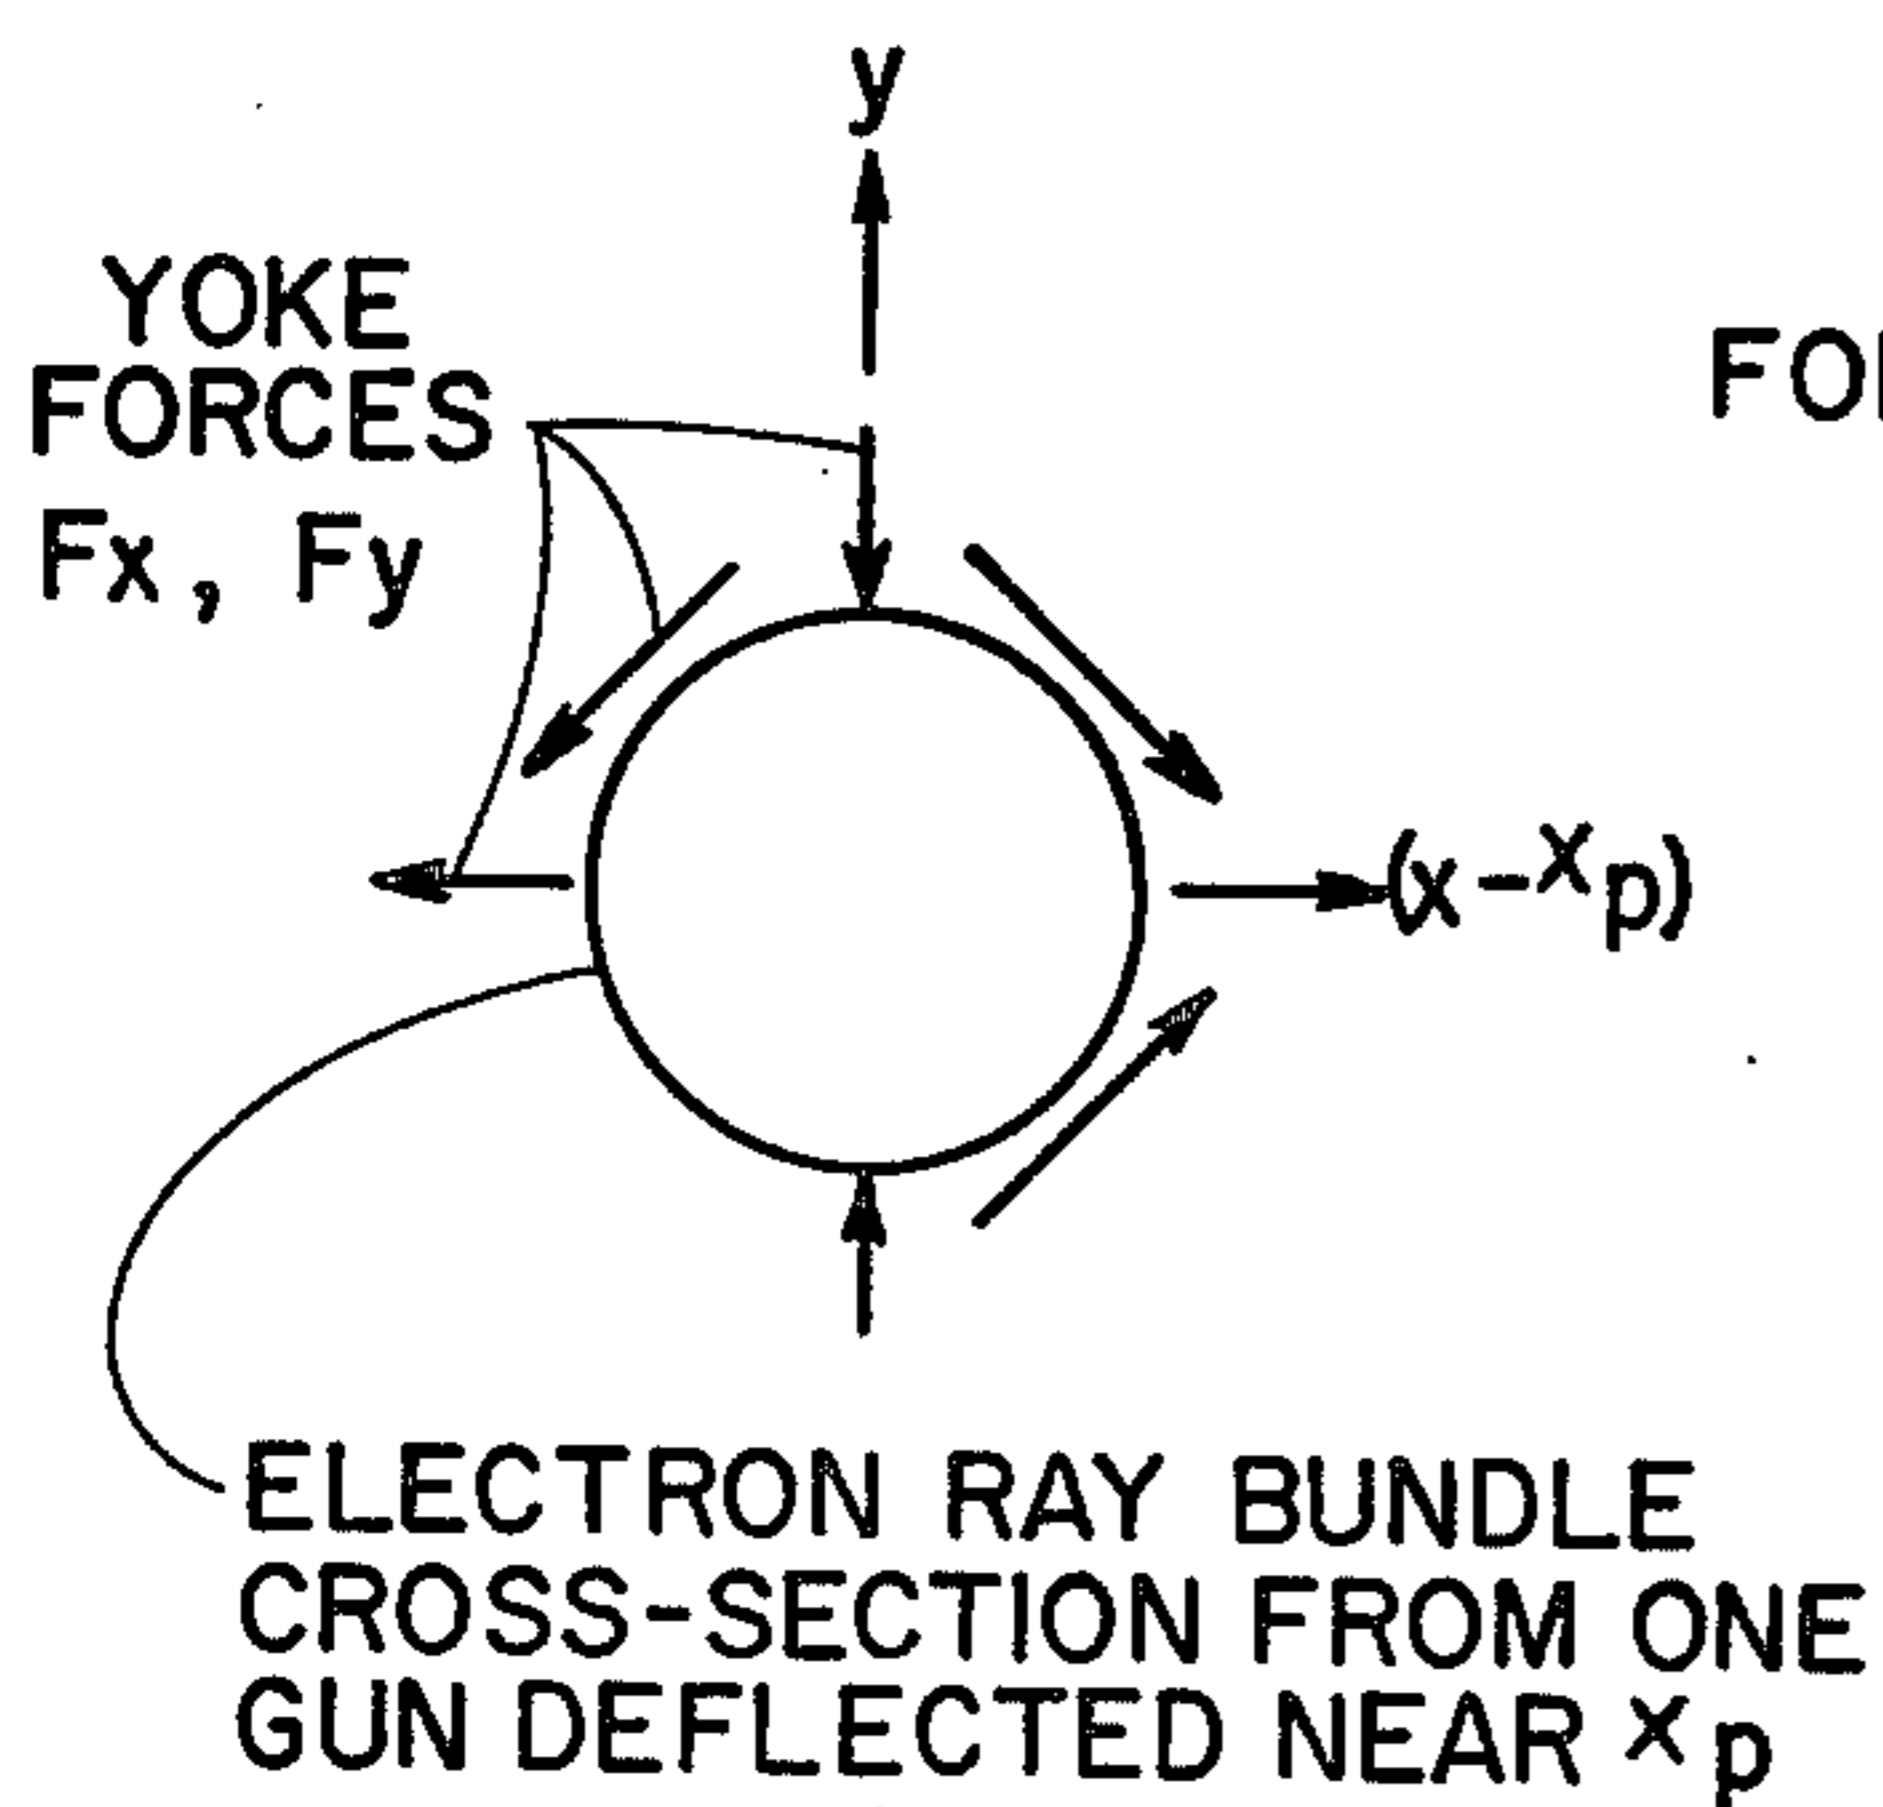 y
YOKE
FORCES
Fx, Fy
(x-xp)
ELECTRON RAY BUNDLE
CROSS-SECTION FROM ONE
GUN DEFLECTED NEAR xp